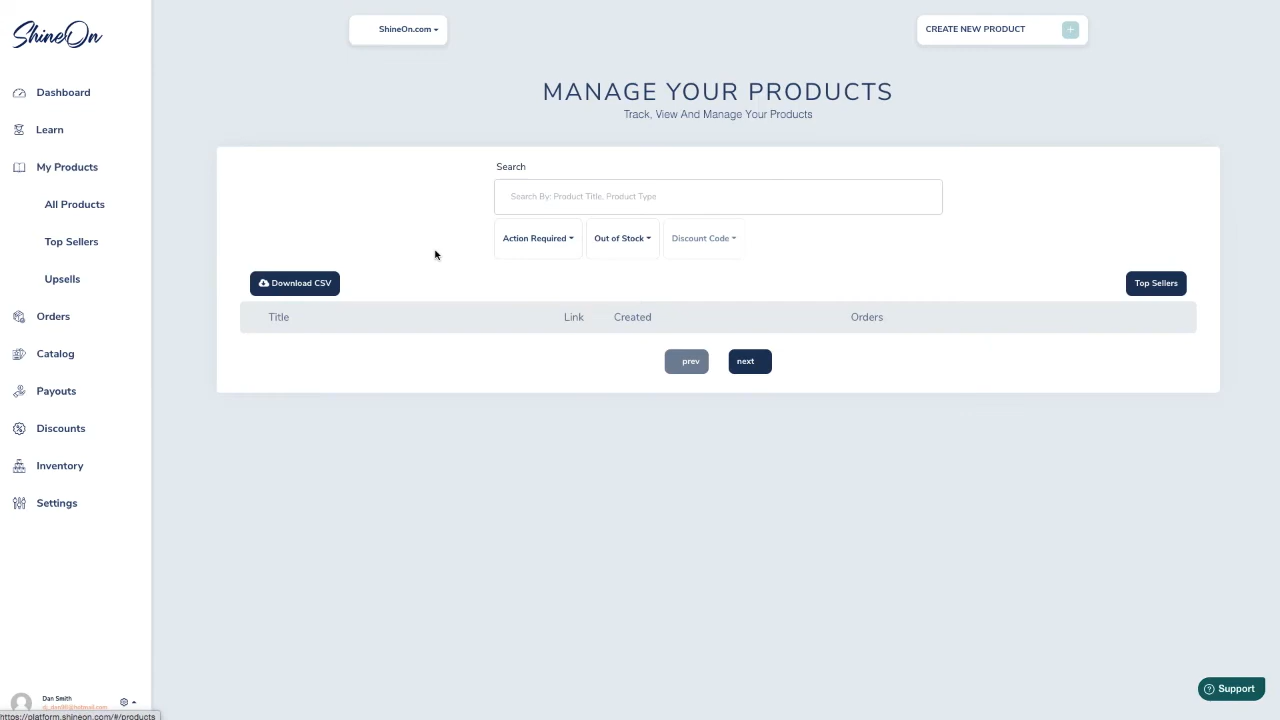 ShineOn
ShineOn.com
CREATE NEW PRODUCT
Dashboard
Learn
My Products
All Products
Top Sellers
Upsells
Orders
Catalog
Payouts
Discounts
Inventory
Settings
MANAGE YOUR PRODUCTS
Track, View And Manage Your Products
Search
Search By: Product Title, Product Type
Action Required
Out of Stock
Discount Code
Download CSV
Top Sellers
Title Link Created Orders
prev next
Support
Dan Smith
https://platform.shineon.com/#/products